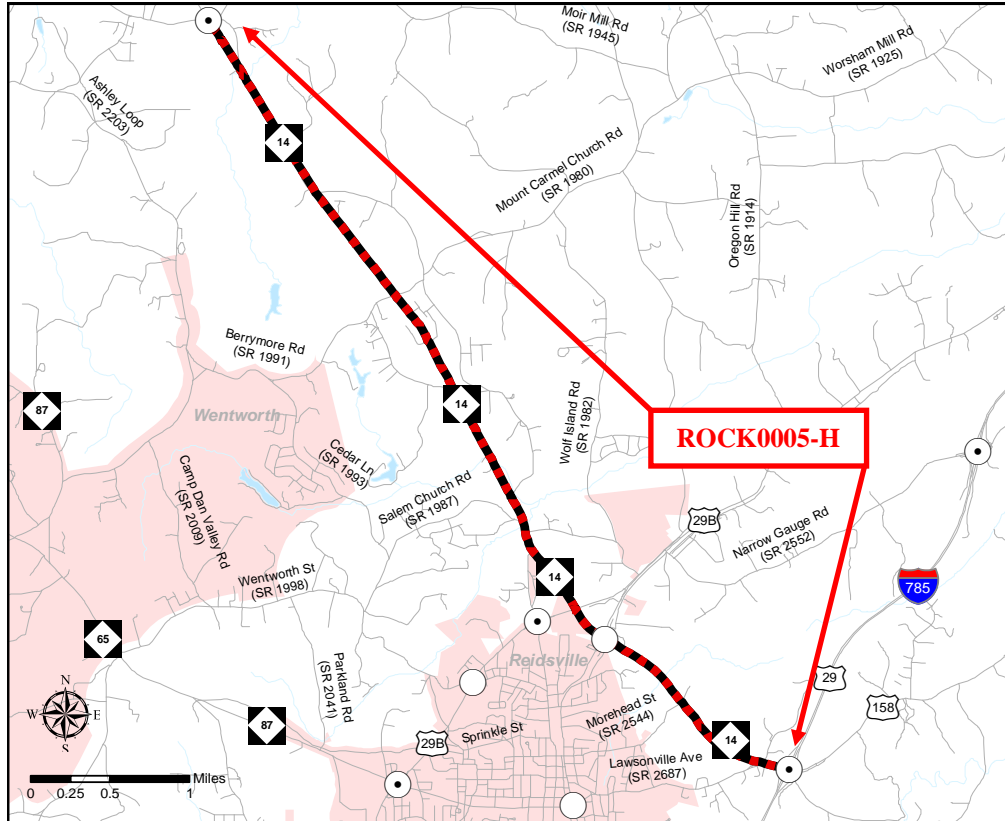 Moir Mill Rd
(SR 1945)
Worsham Mill Rd
(SR 1925)
Ashley Loop
(SR 2203)
14
Mount Carmel Church Rd
(SR 1980)
Oregon Hill Rd
(SR 1914)
Berrymore Rd
(SR 1991)
87
Wentworth
14
Wolf Island Rd
(SR 1982)
ROCK0005-H
Cedar Ln
(SR 1993)
Camp Dan Valley Rd
(SR 2009)
Salem Church Rd
(SR 1987)
29B
Narrow Gauge Rd
(SR 2552)
Wentworth St
(SR 1998)
14
785
65
Reidsville
Parkland Rd
(SR 2041)
29
158
N
W
E
S
87
29B
Sprinkle St
Morehead St
(SR 2544)
14
Lawsonville Ave
(SR 2687)
Miles
0
0.25
0.5
1